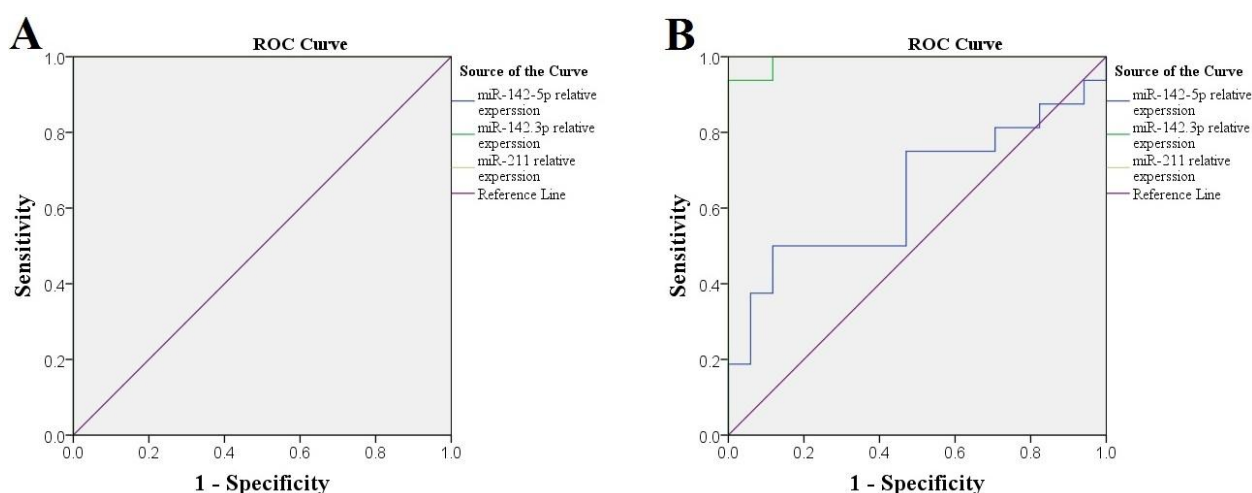 A
ROC Curve
Sensitivity
1.0
0.8
0.6
0.4
0.2
0.0
0.0 0.2 0.4 0.6 0.8 1.0
1 - Specificity
Source of the Curve
miR-142-5p relative
experssion
miR-142.3p relative
experssion
miR-211 relative
experssion
Reference Line
B
ROC Curve
Sensitivity
1.0
0.8
0.6
0.4
0.2
0.0
0.0 0.2 0.4 0.6 0.8 1.0
1 - Specificity
Source of the Curve
miR-142-5p relative
experssion
miR-142.3p relative
experssion
miR-211 relative
experssion
Reference Line